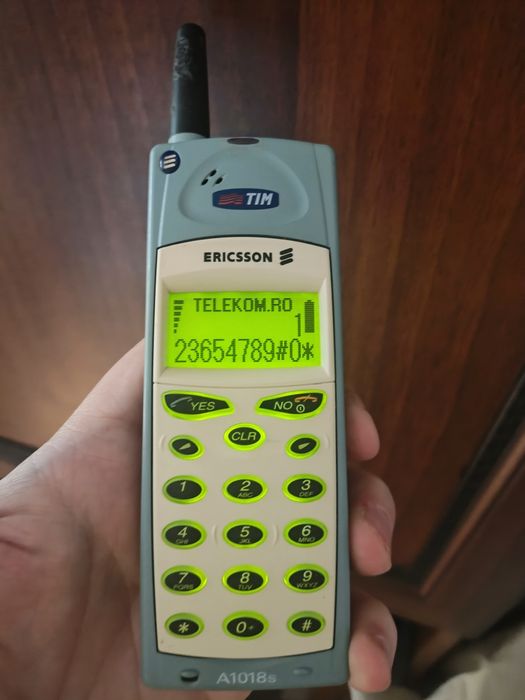 TIM
ERICSSON
TELEKOM.RO
1
23654789#0*
YES NO
CLR
1 2 ABC 3 DEF
4 GHI 5 JKL 6 MNO
7 PQRS 8 TUV 9 WXYZ
* 0+ #
A1018s